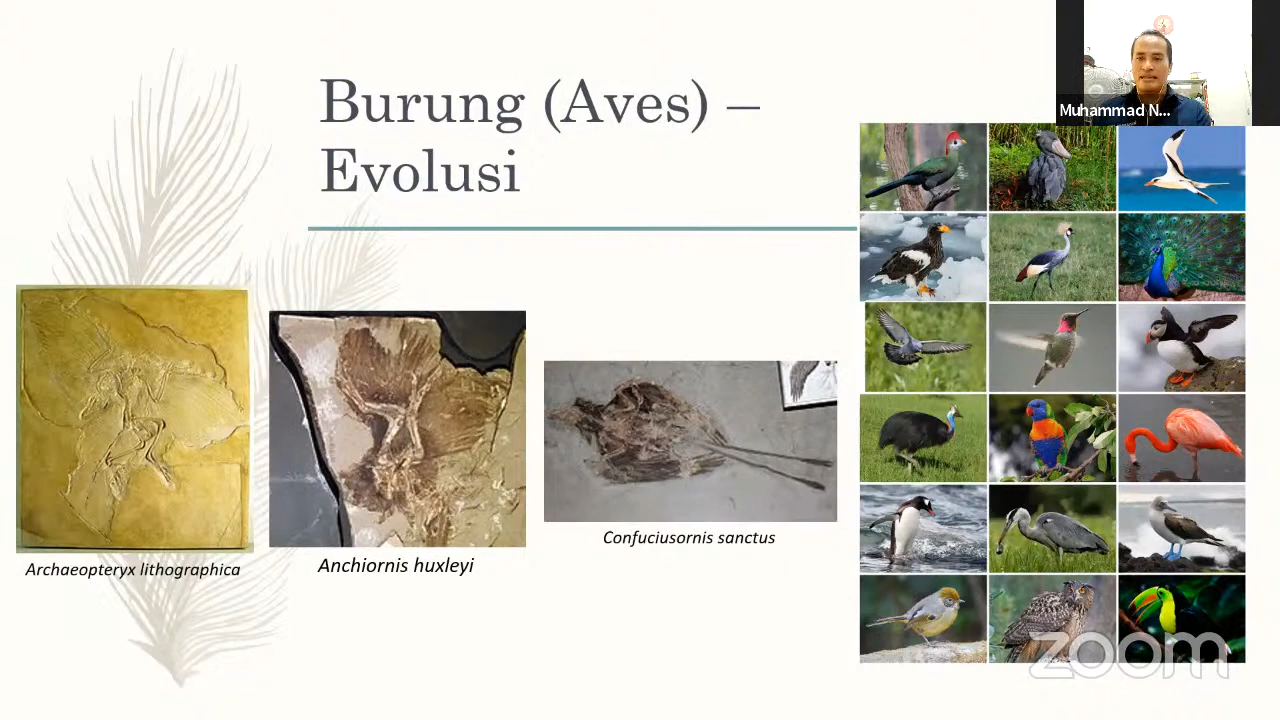 Burung (Aves) –
Evolusi
Muhammad N...
Archaeopteryx lithographica
Anchiornis huxleyi
Confuciusornis sanctus
zoom